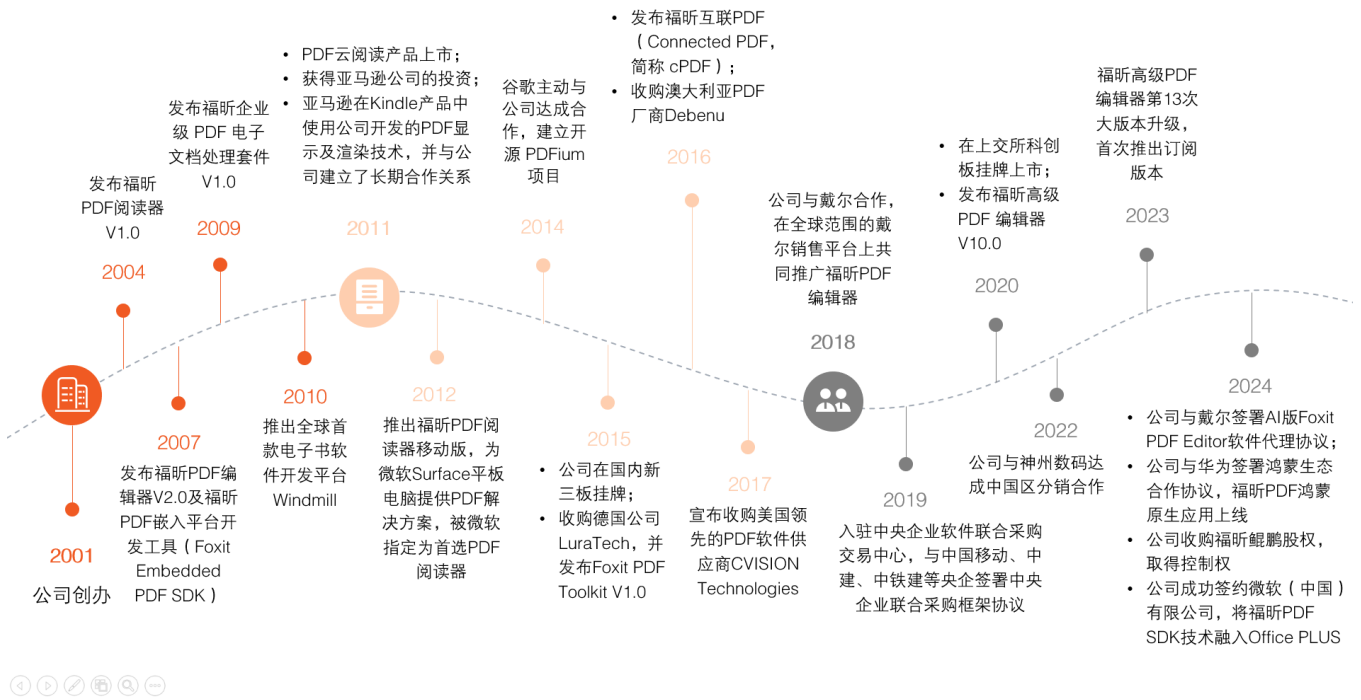 2001
公司创办
发布福昕
PDF阅读器
V1.0
2004
2007
发布福昕PDF编
辑器V2.0及福昕
PDF嵌入平台开
发工具（Foxit
Embedded
PDF SDK）
发布福昕企业
级 PDF 电子
文档处理套件
V1.0
2009
2010
推出全球首
款电子书软
件开发平台
Windmill
• PDF云阅读产品上市；
• 获得亚马逊公司的投资；
• 亚马逊在Kindle产品中
使用公司开发的PDF显
示及渲染技术，并与公
司建立了长期合作关系
2011
2012
推出福昕PDF阅
读器移动版，为
微软Surface平板
电脑提供PDF解
决方案，被微软
指定为首选PDF
阅读器
谷歌主动与
公司达成合
作，建立开
源 PDFium
项目
2014
2015
• 公司在国内新
三板挂牌；
• 收购德国公司
LuraTech，并
发布Foxit PDF
Toolkit V1.0
• 发布福昕互联PDF
（Connected PDF，
简称 cPDF）；
• 收购澳大利亚PDF
厂商Debenu
2016
2017
宣布收购美国领
先的PDF软件供
应商CVISION
Technologies
公司与戴尔合作，
在全球范围的戴
尔销售平台上共
同推广福昕PDF
编辑器
2018
2019
入驻中央企业软件联合采购
交易中心，与中国移动、中
建、中铁建等央企签署中央
企业联合采购框架协议
• 在上交所科创
板挂牌上市；
• 发布福昕高级
PDF 编辑器
V10.0
2020
2022
公司与神州数码达
成中国区分销合作
福昕高级PDF
编辑器第13次
大版本升级，
首次推出订阅
版本
2023
2024
• 公司与戴尔签署AI版Foxit
PDF Editor软件代理协议；
• 公司与华为签署鸿蒙生态
合作协议，福昕PDF鸿蒙
原生应用上线
• 公司收购福昕鲲鹏股权，
取得控制权
• 公司成功签约微软（中国）
有限公司，将福昕PDF
SDK技术融入Office PLUS